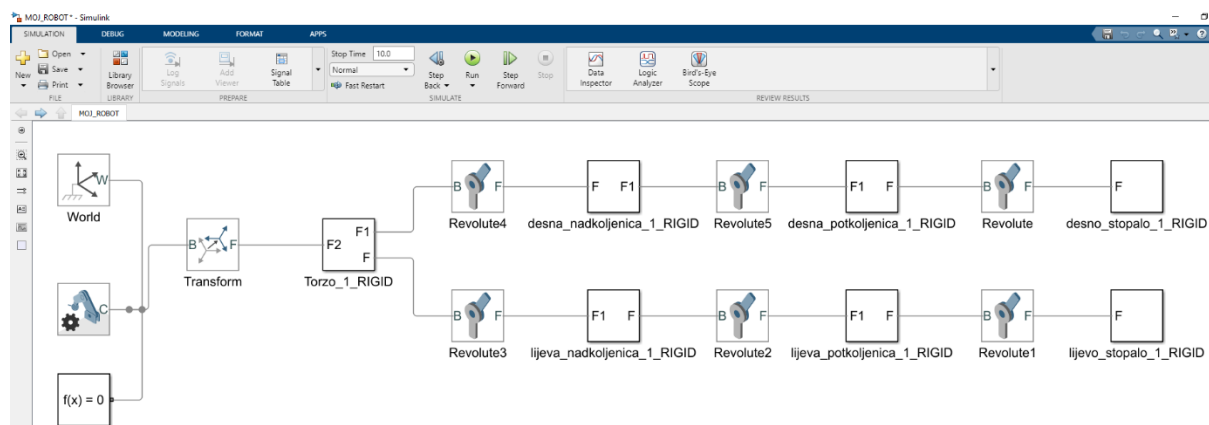 MOJ_ROBOT * - Simulink
SIMULATION DEBUG MODELING FORMAT APPS
New
Open
Save
Print
FILE
Library Browser
LIBRARY
Log Signals
Add Viewer
Signal Table
PREPARE
Stop Time 10.0
Normal
Fast Restart
Step Back
Run
Step Forward
Stop
SIMULATE
Data Inspector
Logic Analyzer
Bird's-Eye Scope
REVIEW RESULTS
MOJ_ROBOT
W
World
C
f(x) = 0
B F
Transform
F2 F1 F
Torzo_1_RIGID
B F
Revolute4
F F1
desna_nadkoljenica_1_RIGID
B F
Revolute5
F1 F
desna_potkoljenica_1_RIGID
B F
Revolute
F
desno_stopalo_1_RIGID
B F
Revolute3
F1 F
lijeva_nadkoljenica_1_RIGID
B F
Revolute2
F1 F
lijeva_potkoljenica_1_RIGID
B F
Revolute1
F
lijevo_stopalo_1_RIGID